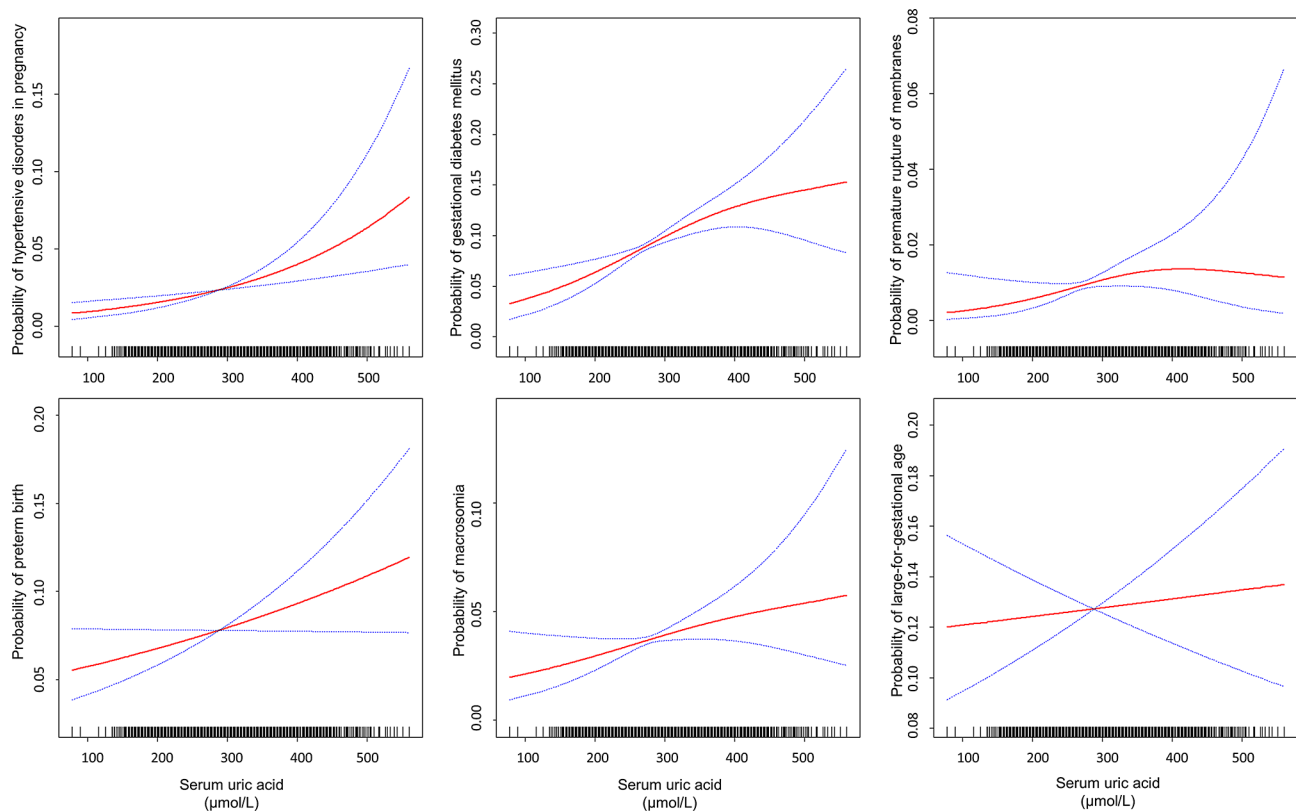 Probability of hypertensive disorders in pregnancy
0.15
0.10
0.05
0.00
100 200 300 400 500
Probability of gestational diabetes mellitus
0.30
0.25
0.20
0.15
0.10
0.05
0.00
100 200 300 400 500
Probability of premature rupture of membranes
0.08
0.06
0.04
0.02
0.00
100 200 300 400 500
Probability of preterm birth
0.20
0.15
0.10
0.05
100 200 300 400 500
Serum uric acid
(µmol/L)
Probability of macrosomia
0.10
0.05
0.00
100 200 300 400 500
Serum uric acid
(µmol/L)
Probability of large-for-gestational age
0.20
0.18
0.16
0.14
0.12
0.10
0.08
100 200 300 400 500
Serum uric acid
(µmol/L)